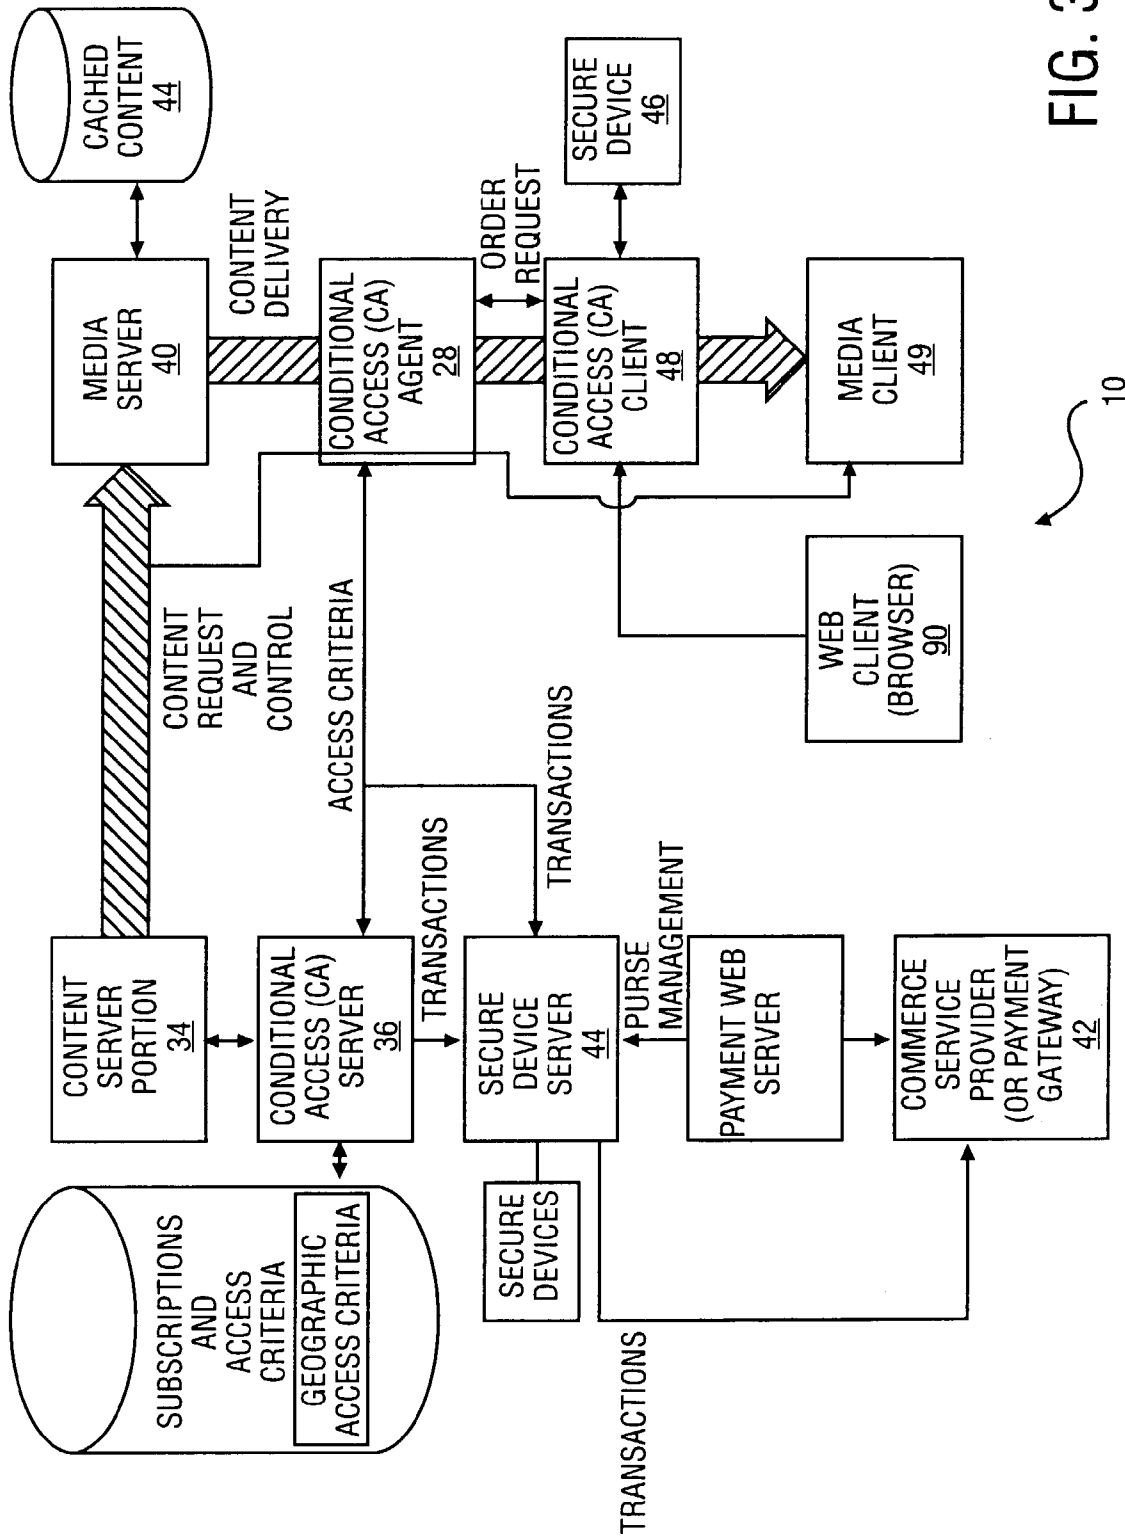 SUBSCRIPTIONS
AND
ACCESS
CRITERIA
GEOGRAPHIC
ACCESS CRITERIA
CONTENT
SERVER
PORTION
34
CONDITIONAL
ACCESS (CA)
SERVER
36
TRANSACTIONS
SECURE
DEVICE
SERVER
44
SECURE
DEVICES
PURSE
MANAGEMENT
PAYMENT WEB
SERVER
COMMERCE
SERVICE
PROVIDER
(OR PAYMENT
GATEWAY)
42
TRANSACTIONS
CONTENT
REQUEST
AND
CONTROL
ACCESS CRITERIA
TRANSACTIONS
MEDIA
SERVER
40
CACHED
CONTENT
44
CONTENT
DELIVERY
CONDITIONAL
ACCESS (CA)
AGENT
28
ORDER
REQUEST
CONDITIONAL
ACCESS (CA)
CLIENT
48
SECURE
DEVICE
46
WEB
CLIENT
(BROWSER)
90
MEDIA
CLIENT
49
10
FIG. 3